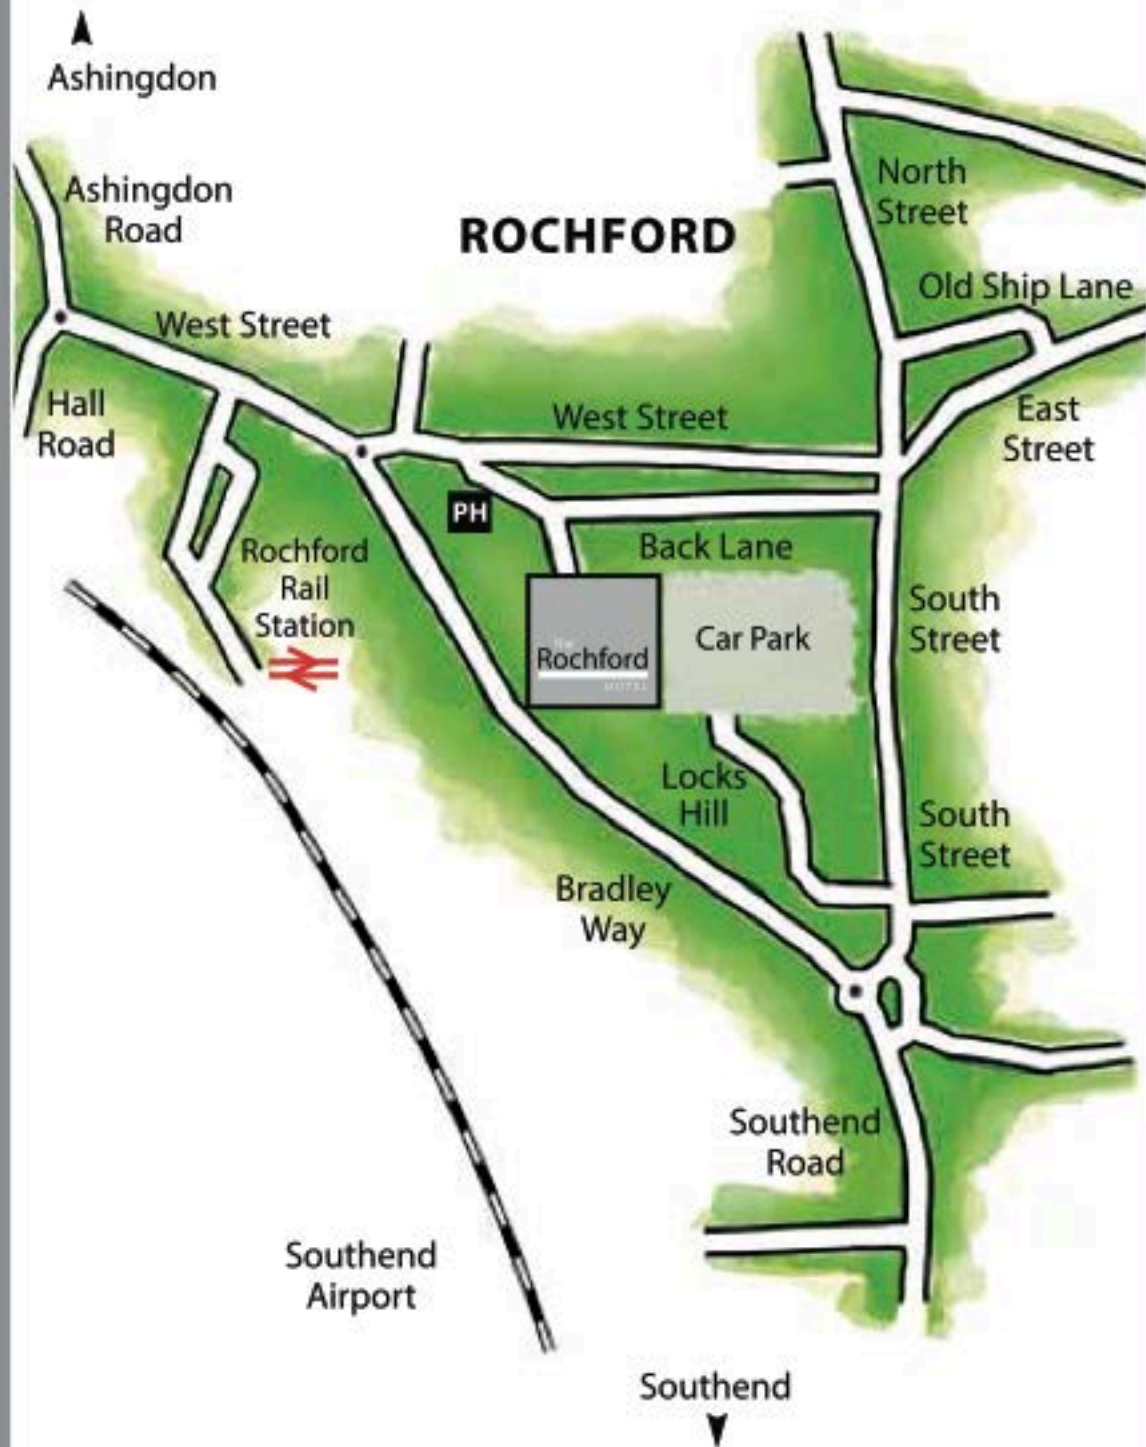 Ashingdon
Ashingdon
Road
North
Street
ROCHFORD
Old Ship Lane
West Street
Hall
Road
West Street
East
Street
PH
Rochford
Rail
Station
Back Lane
South
Street
The
Rochford
HOTEL
Car Park
Locks
Hill
South
Street
Bradley
Way
Southend
Road
Southend
Airport
Southend